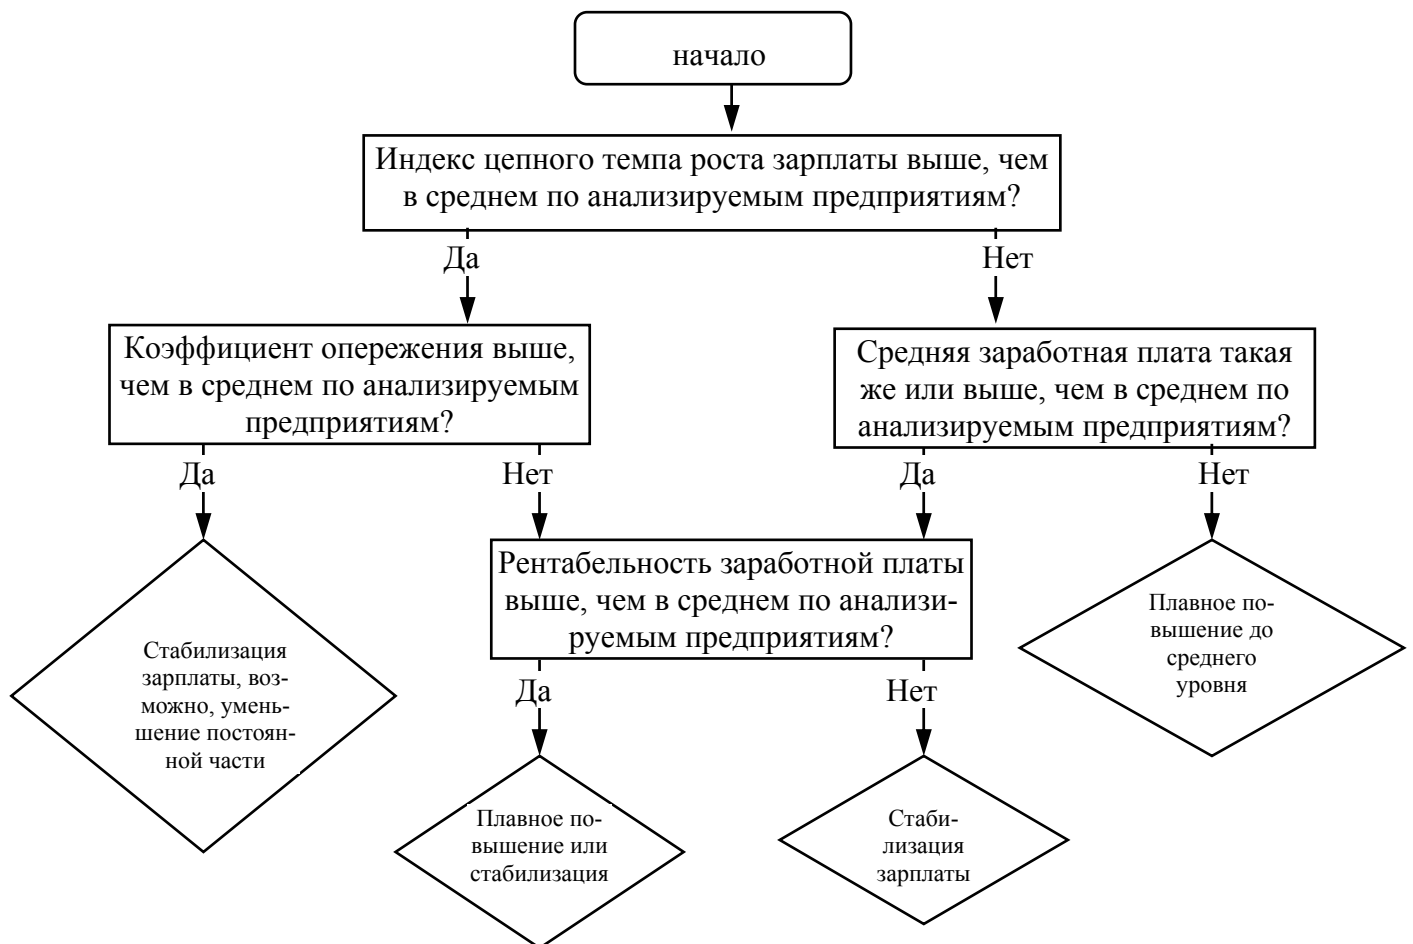 начало
Индекс цепного темпа роста зарплаты выше, чем
в среднем по анализируемым предприятиям?
Да
Нет
Коэффициент опережения выше,
чем в среднем по анализируемым
предприятиям?
Средняя заработная плата такая
же или выше, чем в среднем по
анализируемым предприятиям?
Да
Нет
Да
Нет
Рентабельность заработной платы
выше, чем в среднем по анализи-
руемым предприятиям?
Плавное по-
вышение до
среднего
уровня
Стабилизация
зарплаты, воз-
можно, умень-
шение постоян-
ной части
Да
Нет
Плавное по-
вышение или
стабилизация
Стаби-
лизация
зарплаты